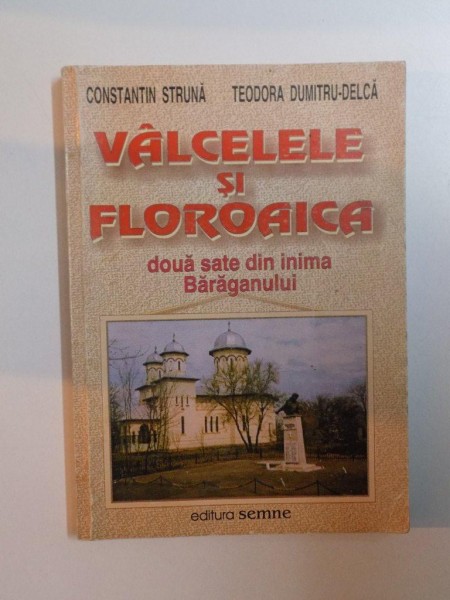 CONSTANTIN STRUNĂ TEODORA DUMITRU-DELCĂ
VÂLCELELE
ȘI
FLOROAICA
două sate din inima
Bărăganului
editura semne